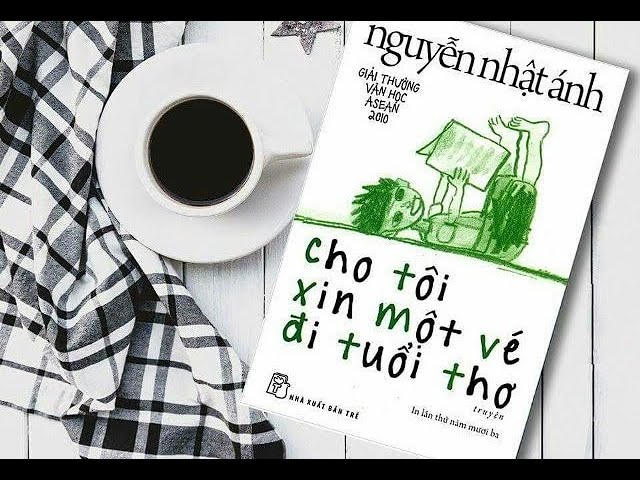 nguyễn nhật ánh
GIẢI THƯỞNG
VĂN HỌC
ASEAN
2010
cho tôi
xin một vé
đi tuổi thơ
truyện
NHÀ XUẤT BẢN TRẺ
In lần thứ năm mươi ba